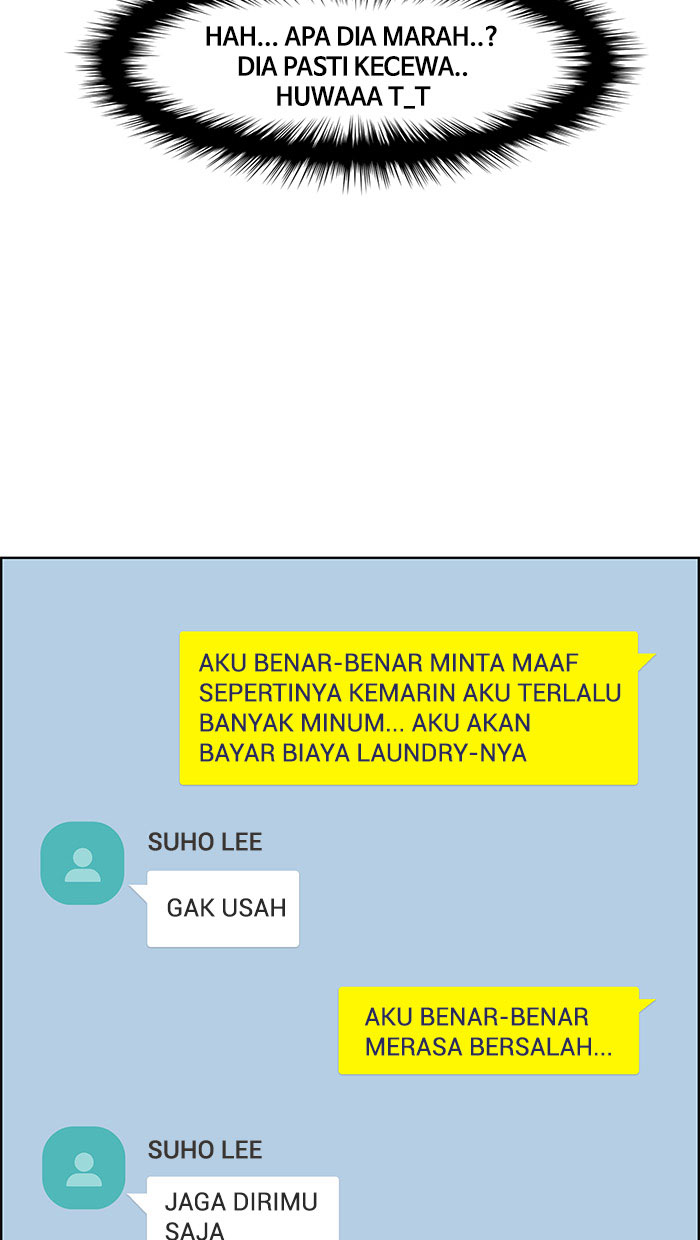 HAH... APA DIA MARAH..?
DIA PASTI KECEWA..
HUWAAA T_T
AKU BENAR-BENAR MINTA MAAF
SEPERTINYA KEMARIN AKU TERLALU
BANYAK MINUM... AKU AKAN
BAYAR BIAYA LAUNDRY-NYA
SUHO LEE
GAK USAH
AKU BENAR-BENAR
MERASA BERSALAH...
SUHO LEE
JAGA DIRIMU
SAJA